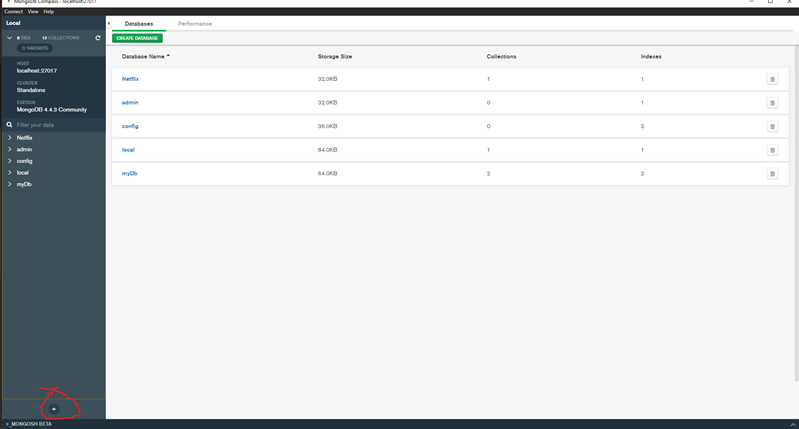 MongoDB Compass - localhost:27017
Connect View Help
Local
Databases Performance
DBS 13 COLLECTIONS
FAVORITE
CREATE DATABASE
HOST
localhost:27017
CLUSTER
Standalone
EDITION
MongoDB 4.4.3 Community
Filter your data
Netflix
admin
config
local
myDb
Database Name Storage Size Collections Indexes
Netflix 32.0KB 1 1
admin 32.0KB 0 1
config 36.0KB 0 2
local 84.0KB 1 1
myDb 64.0KB 2 2
>_MONGOSH BETA